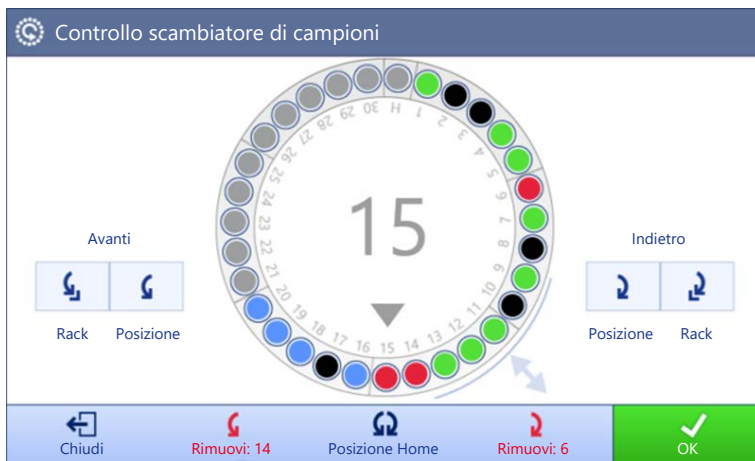 Controllo scambiatore di campioni
H 1 2 3 4 5 6 7 8 9 10 11 12 13 14 15 16 17 18 19 20 21 22 23 24 25 26 27 28 29 30
15
Avanti
Rack Posizione
Indietro
Posizione Rack
Chiudi Rimuovi: 14 Posizione Home Rimuovi: 6 OK